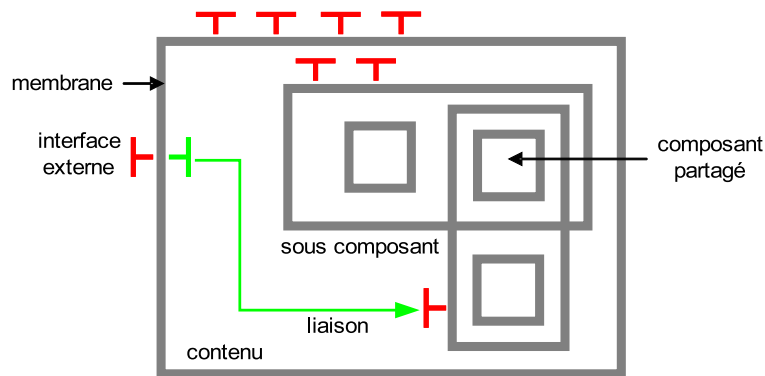 membrane
interface
externe
composant
partagé
sous composant
liaison
contenu